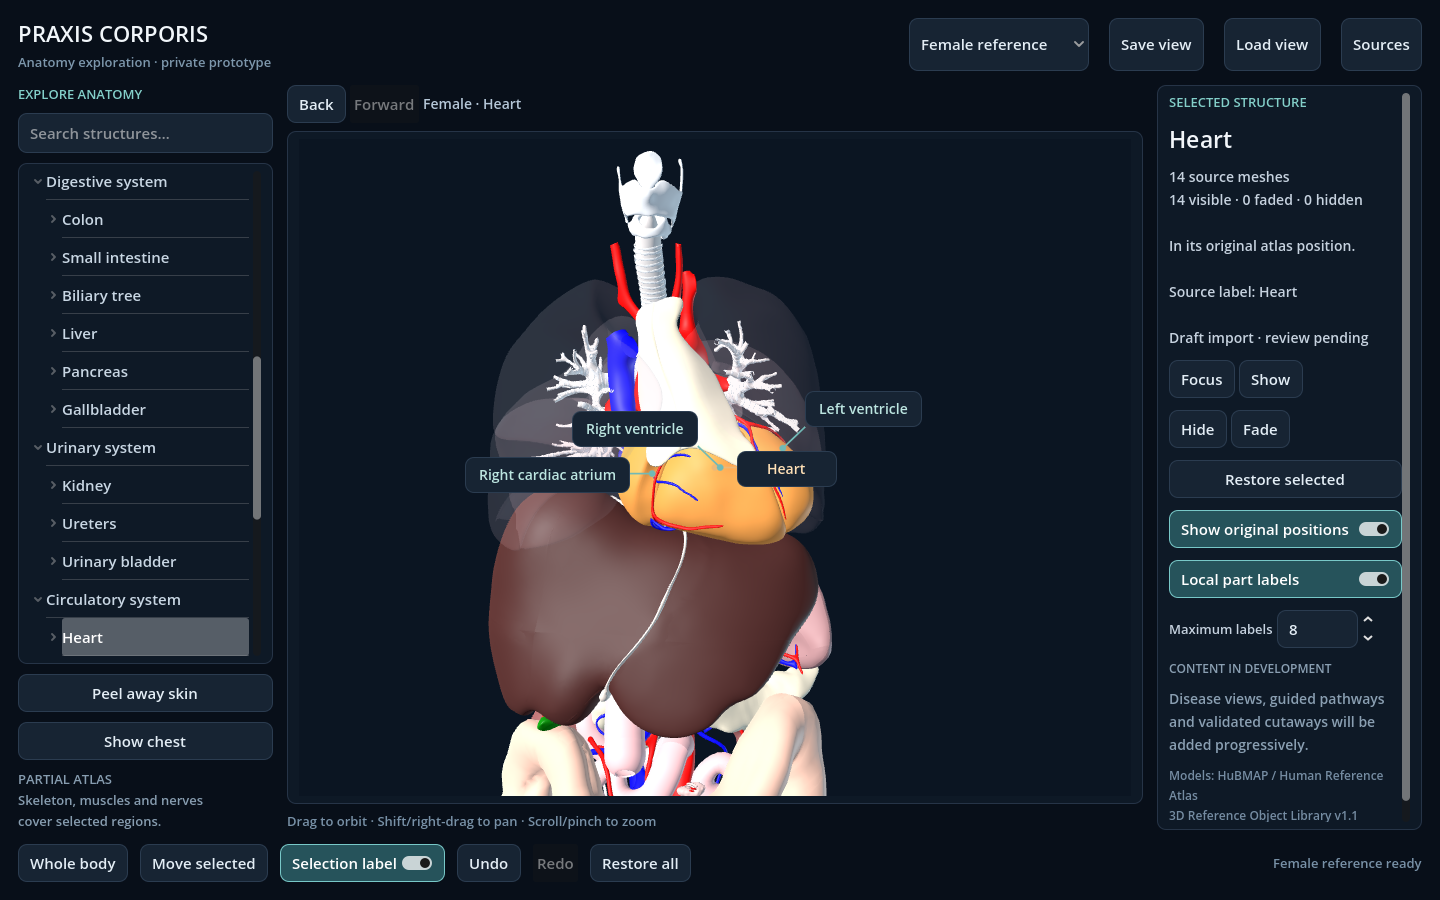 PRAXIS CORPORIS
Anatomy exploration · private prototype
Female reference
Save view
Load view
Sources
EXPLORE ANATOMY
Search structures...
Digestive system
Colon
Small intestine
Biliary tree
Liver
Pancreas
Gallbladder
Urinary system
Kidney
Ureters
Urinary bladder
Circulatory system
Heart
Peel away skin
Show chest
PARTIAL ATLAS
Skeleton, muscles and nerves
cover selected regions.
Back
Forward
Female · Heart
Left ventricle
Right ventricle
Heart
Right cardiac atrium
Drag to orbit · Shift/right-drag to pan · Scroll/pinch to zoom
SELECTED STRUCTURE
Heart
14 source meshes
14 visible · 0 faded · 0 hidden
In its original atlas position.
Source label: Heart
Draft import · review pending
Focus
Show
Hide
Fade
Restore selected
Show original positions
Local part labels
Maximum labels
8
CONTENT IN DEVELOPMENT
Disease views, guided pathways
and validated cutaways will be
added progressively.
Models: HuBMAP / Human Reference
Atlas
3D Reference Object Library v1.1
Whole body
Move selected
Selection label
Undo
Redo
Restore all
Female reference ready